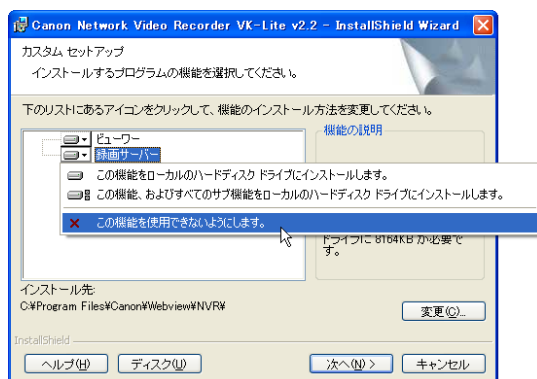 Canon Network Video Recorder VK-Lite v2.2 - InstallShield Wizard
カスタム セットアップ
インストールするプログラムの機能を選択してください。
下のリストにあるアイコンをクリックして、機能のインストール方法を変更してください。
ビューワー
録画サーバー
機能の説明
この機能をローカルのハードディスク ドライブにインストールします。
この機能、およびすべてのサブ機能をローカルのハードディスク ドライブにインストールします。
この機能を使用できないようにします。
ドライブに 8164KB が必要で
す。
インストール先:
C:¥Program Files¥Canon¥Webview¥NVR¥
変更(C)...
InstallShield
ヘルプ(H)
ディスク(U)
次へ(N) >
キャンセル